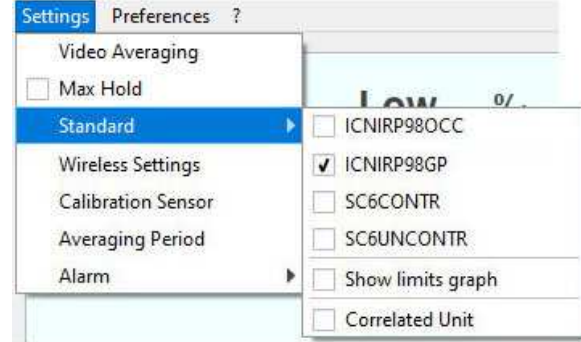 Settings Preferences ?
Video Averaging
Max Hold
Low %
Standard
Wireless Settings
Calibration Sensor
Averaging Period
Alarm
ICNIRP98OCC
ICNIRP98GP
SC6CONTR
SC6UNCONTR
Show limits graph
Correlated Unit